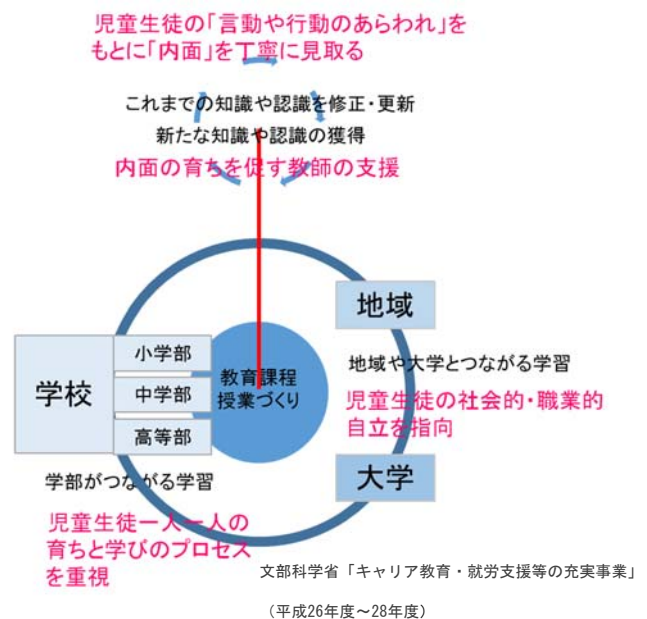 児童生徒の「言動や行動のあらわれ」を
もとに「内面」を丁寧に見取る
これまでの知識や認識を修正・更新
新たな知識や認識の獲得
内面の育ちを促す教師の支援
地域
小学部
学校
中学部
高等部
教育課程
授業づくり
地域や大学とつながる学習
児童生徒の社会的・職業的
自立を指向
大学
学部がつながる学習
児童生徒一人一人の
育ちと学びのプロセス
を重視
文部科学省「キャリア教育・就労支援等の充実事業」
（平成26年度～28年度）